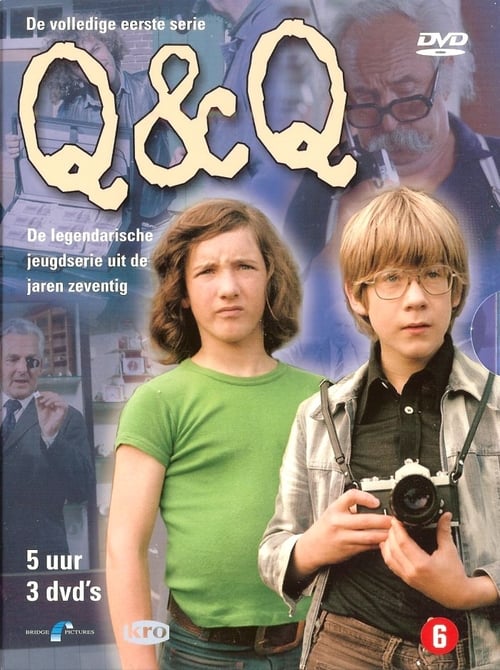 De volledige eerste serie
DVD
Q&Q
De legendarische
jeugdserie uit de
jaren zeventig
5 uur
3 dvd's
BRIDGE PICTURES
kro
6